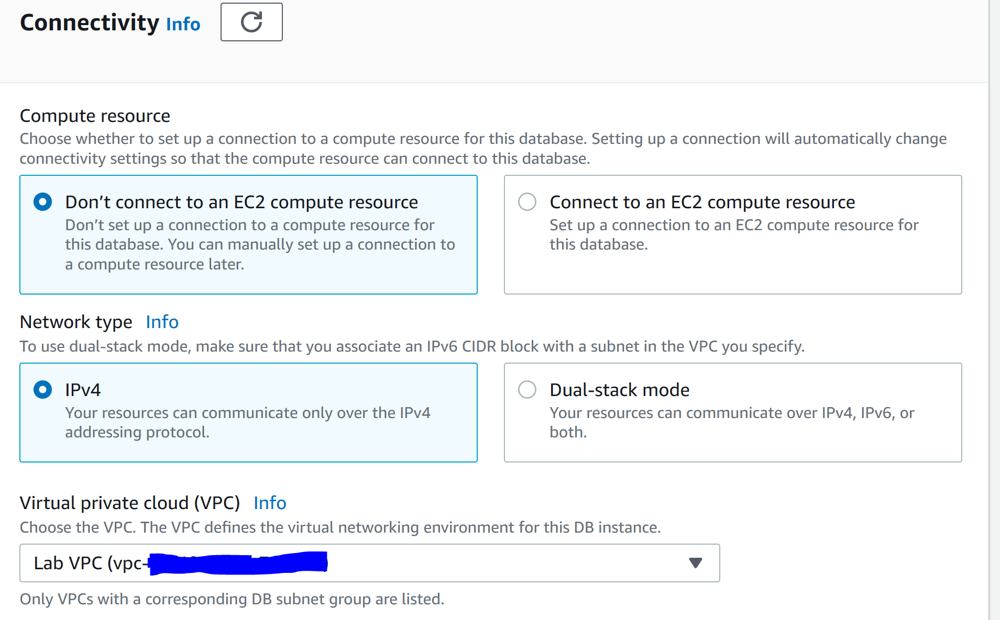 Connectivity Info
Compute resource
Choose whether to set up a connection to a compute resource for this database. Setting up a connection will automatically change
connectivity settings so that the compute resource can connect to this database.
Don’t connect to an EC2 compute resource
Don’t set up a connection to a compute resource for
this database. You can manually set up a connection to
a compute resource later.
Connect to an EC2 compute resource
Set up a connection to an EC2 compute resource for
this database.
Network type Info
To use dual-stack mode, make sure that you associate an IPv6 CIDR block with a subnet in the VPC you specify.
IPv4
Your resources can communicate only over the IPv4
addressing protocol.
Dual-stack mode
Your resources can communicate over IPv4, IPv6, or
both.
Virtual private cloud (VPC) Info
Choose the VPC. The VPC defines the virtual networking environment for this DB instance.
Lab VPC (vpc-
Only VPCs with a corresponding DB subnet group are listed.